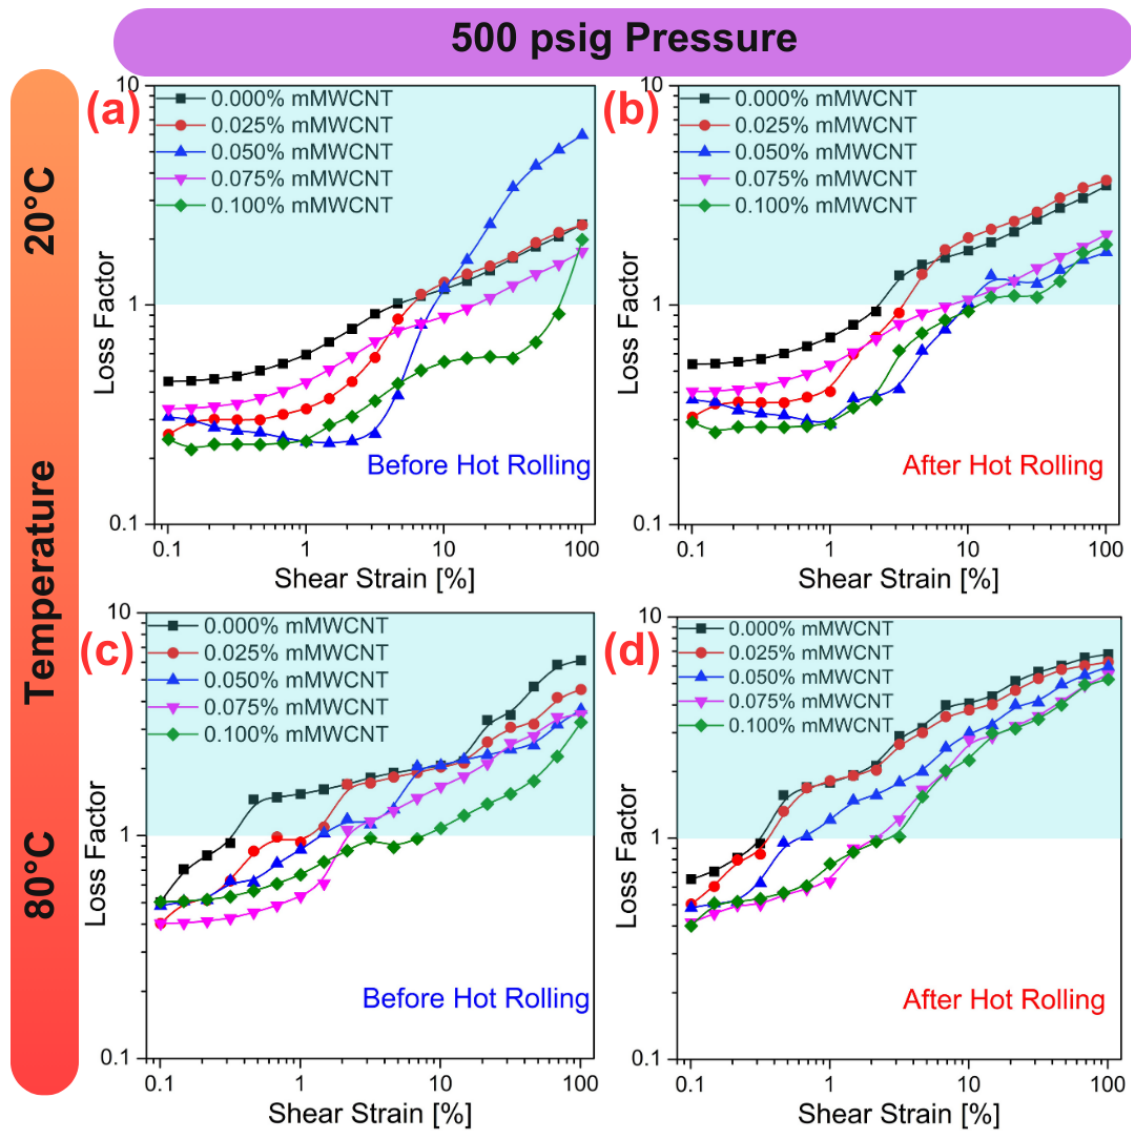 500 psig Pressure
20°C
Temperature
80°C
(a)
10
1
0.1
Loss Factor
0.000% mMWCNT
0.025% mMWCNT
0.050% mMWCNT
0.075% mMWCNT
0.100% mMWCNT
Before Hot Rolling
0.1
1
10
100
Shear Strain [%]
(b)
10
1
0.1
Loss Factor
0.000% mMWCNT
0.025% mMWCNT
0.050% mMWCNT
0.075% mMWCNT
0.100% mMWCNT
After Hot Rolling
0.1
1
10
100
Shear Strain [%]
(c)
10
1
0.1
Loss Factor
0.000% mMWCNT
0.025% mMWCNT
0.050% mMWCNT
0.075% mMWCNT
0.100% mMWCNT
Before Hot Rolling
0.1
1
10
100
Shear Strain [%]
(d)
10
1
0.1
Loss Factor
0.000% mMWCNT
0.025% mMWCNT
0.050% mMWCNT
0.075% mMWCNT
0.100% mMWCNT
After Hot Rolling
0.1
1
10
100
Shear Strain [%]